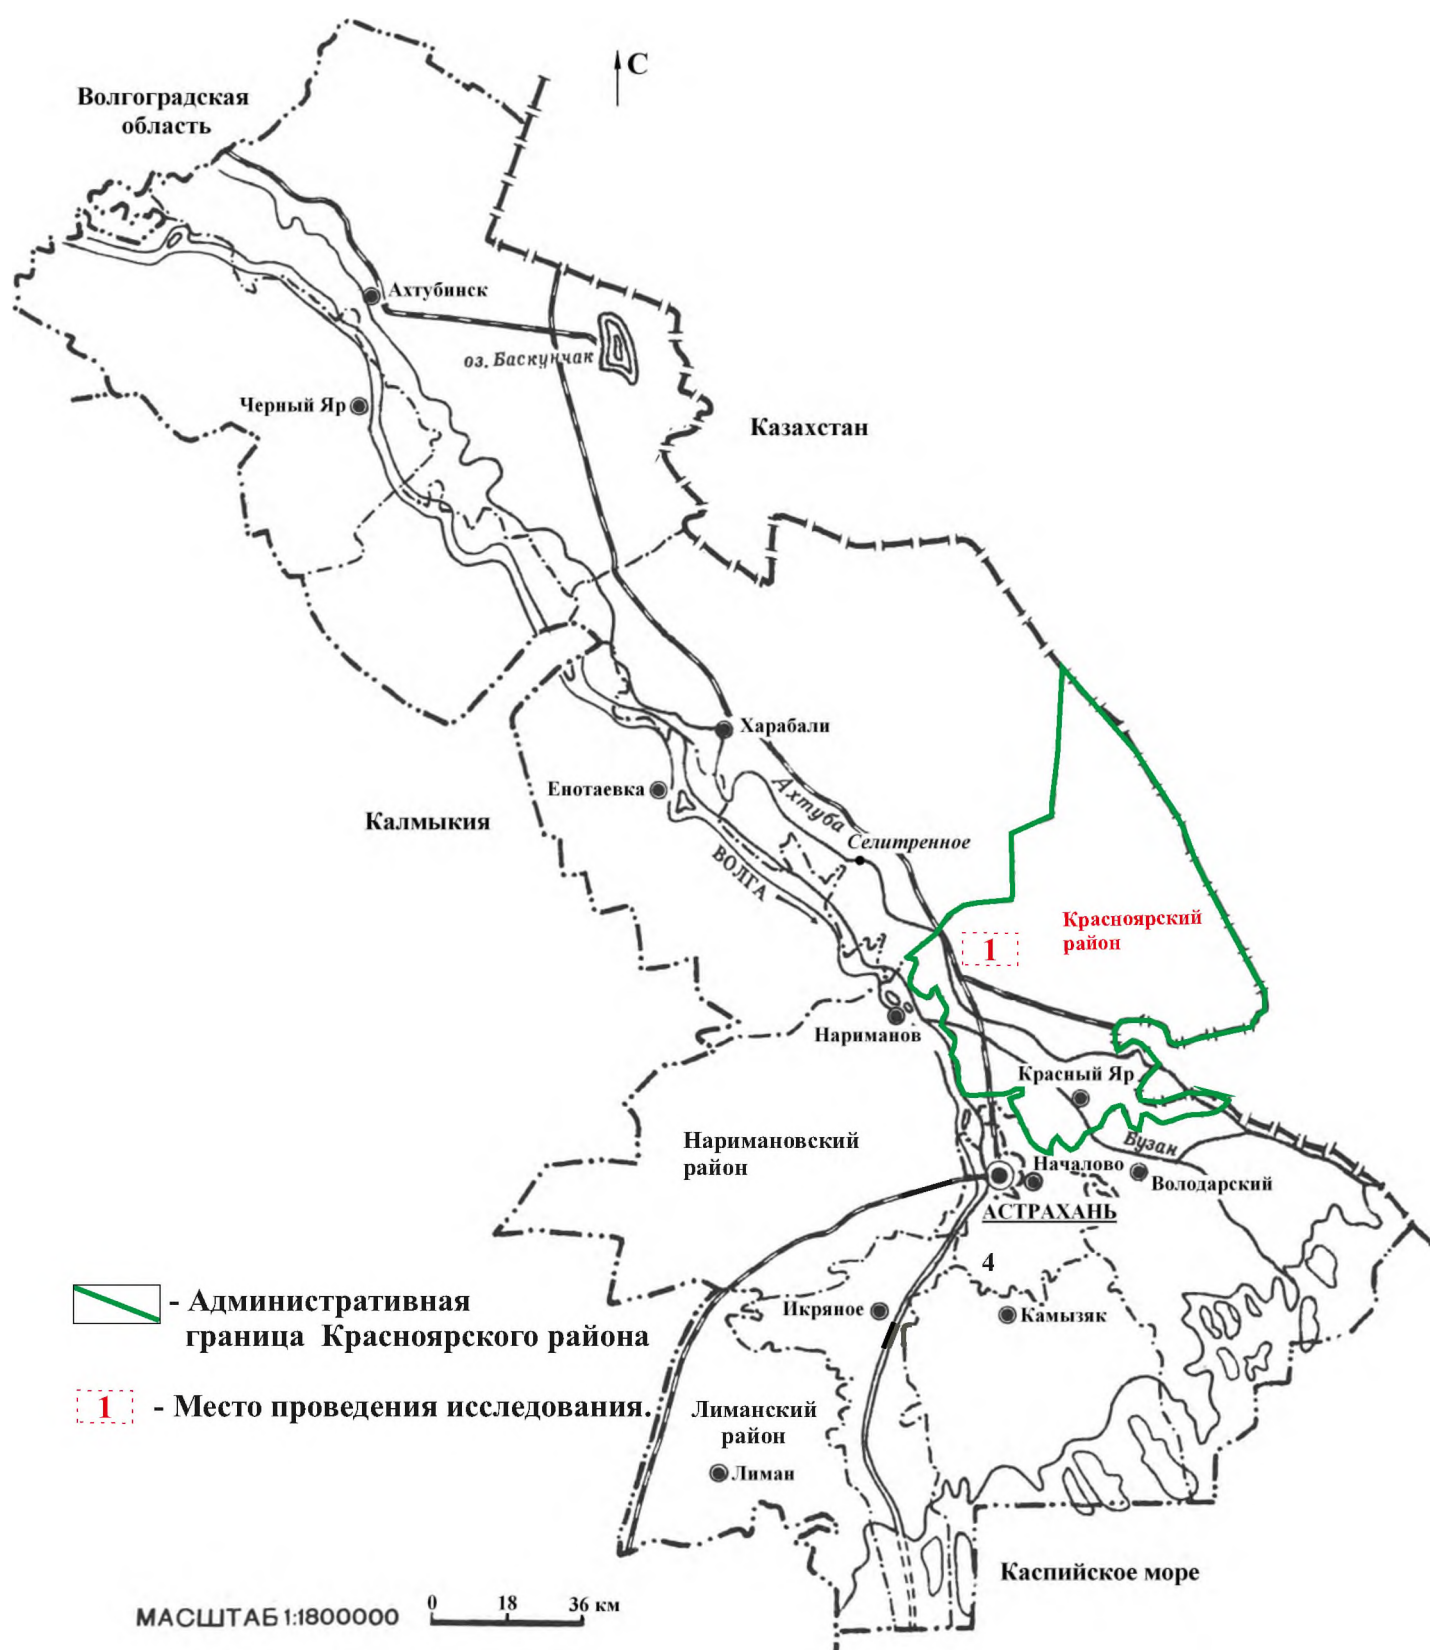 С
Волгоградская
область
Ахтубинск
оз. Баскунчак
Черный Яр
Казахстан
Харабали
Енотаевка
Ахтуба
Калмыкия
Селитренное
ВОЛГА
Красноярский
район
1
Нариманов
Красный Яр
Бузан
Наримановский
район
Началово
Володарский
АСТРАХАНЬ
4
- Административная
граница Красноярского района
Икряное
Камызяк
1 - Место проведения исследования.
Лиманский
район
Лиман
Каспийское море
МАСШТАБ 1:1800000
0 18 36 км